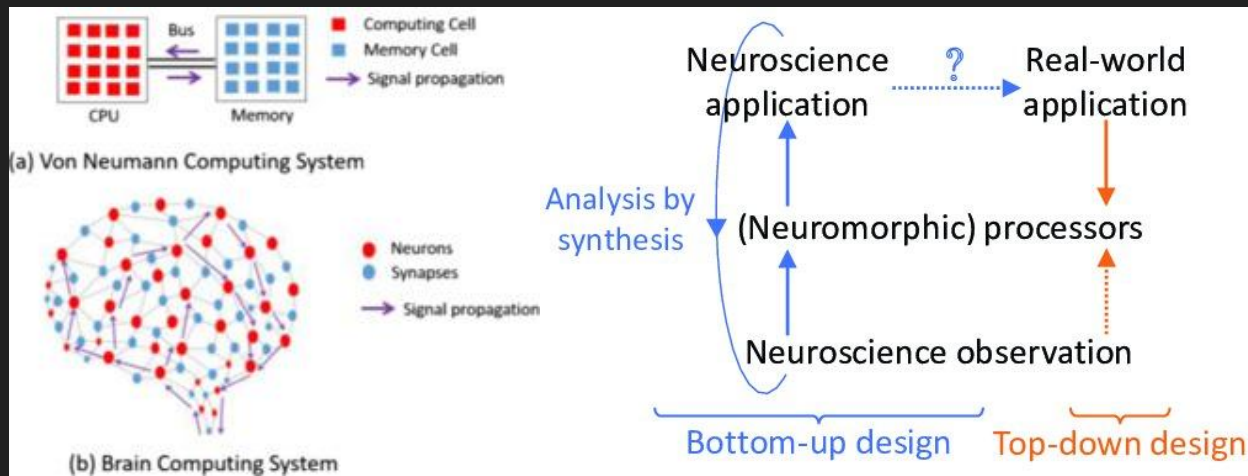 Bus
Computing Cell
Memory Cell
Signal propagation
CPU
Memory
(a) Von Neumann Computing System
Neurons
Synapses
Signal propagation
(b) Brain Computing System
Neuroscience
application
?
Real-world
application
Analysis by
synthesis
(Neuromorphic) processors
Neuroscience observation
Bottom-up design
Top-down design